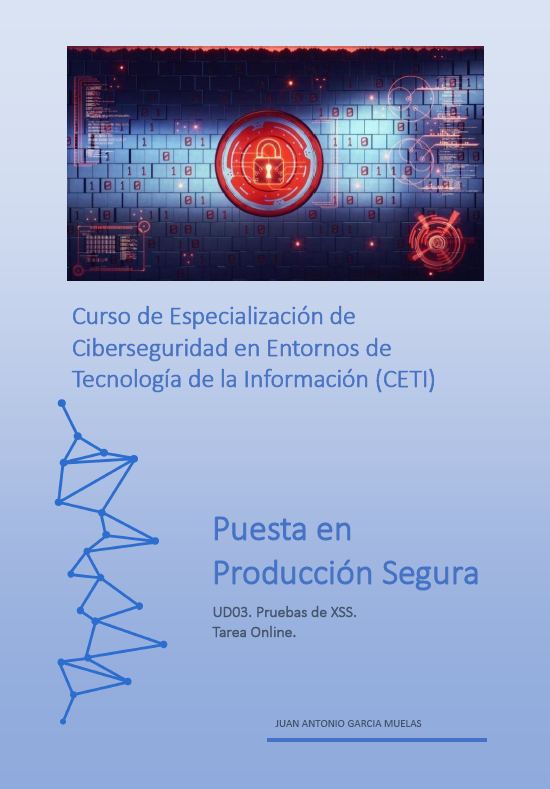 Curso de Especialización de
Ciberseguridad en Entornos de
Tecnología de la Información (CETI)
Puesta en
Producción Segura
UD03. Pruebas de XSS.
Tarea Online.
JUAN ANTONIO GARCIA MUELAS